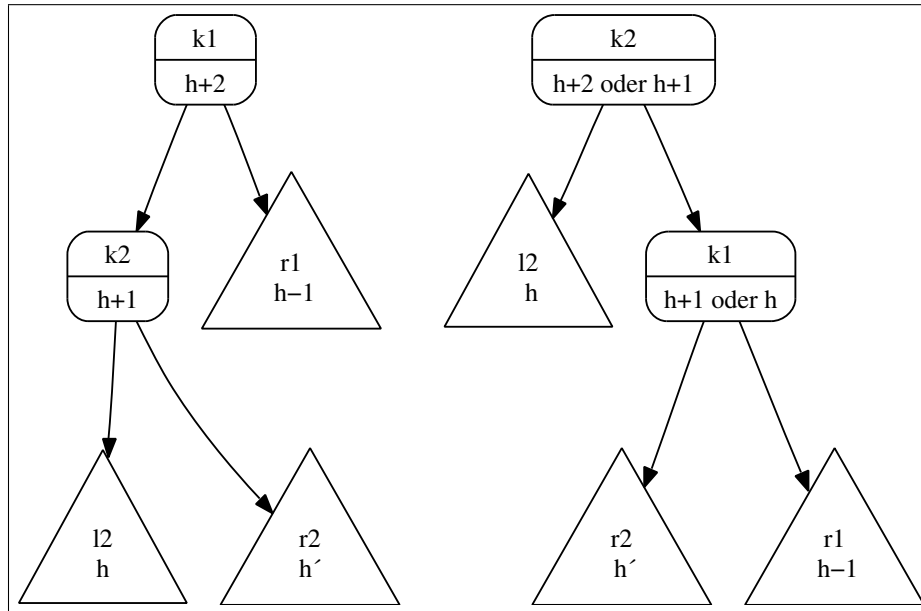 k1
h+2
k2
h+2 oder h+1
r1
h−1
l2
h
k2
h+1
k1
h+1 oder h
l2
h
r2
h´
r2
h´
r1
h−1